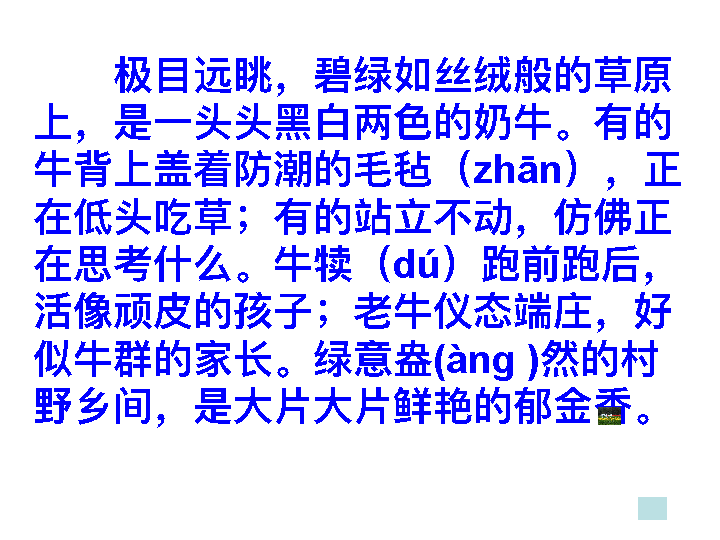 极目远眺，碧绿如丝绒般的草原
上，是一头头黑白两色的奶牛。有的
牛背上盖着防潮的毛毡（zhān），正
在低头吃草；有的站立不动，仿佛正
在思考什么。牛犊（dú）跑前跑后，
活像顽皮的孩子；老牛仪态端庄，好
似牛群的家长。绿意盎(àng )然的村
野乡间，是大片大片鲜艳的郁金香。